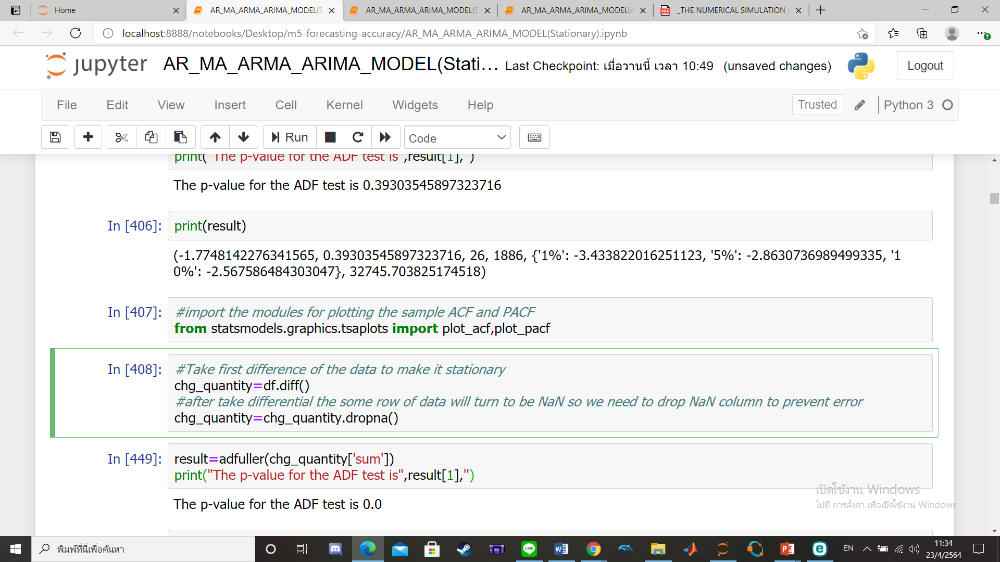 Home
AR_MA_ARMA_ARIMA_MODEL(S
AR_MA_ARMA_ARIMA_MODEL(S
AR_MA_ARMA_ARIMA_MODEL(A
_THE NUMERICAL SIMULATION
localhost:8888/notebooks/Desktop/m5-forecasting-accuracy/AR_MA_ARMA_ARIMA_MODEL(Stationary).ipynb
jupyter AR_MA_ARMA_ARIMA_MODEL(Stati... Last Checkpoint: เมื่อวานนี้ เวลา 10:49 (unsaved changes) Logout
File Edit View Insert Cell Kernel Widgets Help Trusted Python 3
Run Code
print("The p-value for the ADF test is",result[1],")
The p-value for the ADF test is 0.39303545897323716
In [406]: print(result)
(-1.7748142276341565, 0.39303545897323716, 26, 1886, {'1%': -3.433822016251123, '5%': -2.8630736989499335, '1
0%': -2.567586484303047}, 32745.703825174518)
In [407]: #import the modules for plotting the sample ACF and PACF
from statsmodels.graphics.tsaplots import plot_acf,plot_pacf
In [408]: #Take first difference of the data to make it stationary
chg_quantity=df.diff()
#after take differential the some row of data will turn to be NaN so we need to drop NaN column to prevent error
chg_quantity=chg_quantity.dropna()
In [449]: result=adfuller(chg_quantity['sum'])
print("The p-value for the ADF test is",result[1],'')
The p-value for the ADF test is 0.0
เปิดใช้งาน Windows
ไปที่ การตั้งค่า เพื่อเปิดใช้งาน Windows
พิมพ์ที่นี่เพื่อค้นหา
EN
11:34
23/4/2564